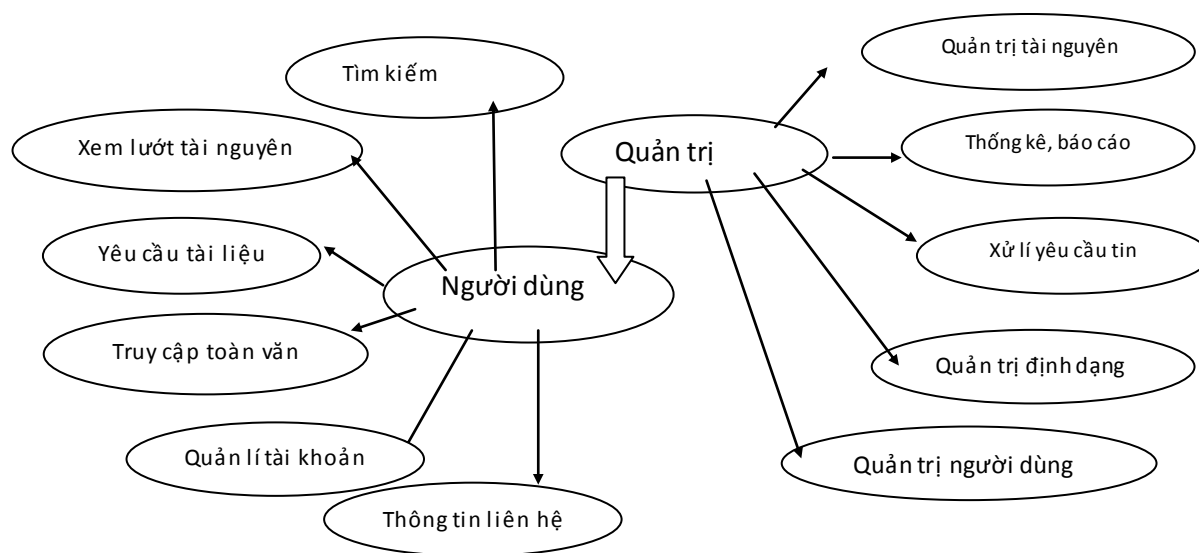 Quản trị tài nguyên
Tìm kiếm
Xem lướt tài nguyên
Quản trị
Thống kê, báo cáo
Yêu cầu tài liệu
Xử lí yêu cầu tin
Người dùng
Truy cập toàn văn
Quản trị định dạng
Quản lí tài khoản
Quản trị người dùng
Thông tin liên hệ